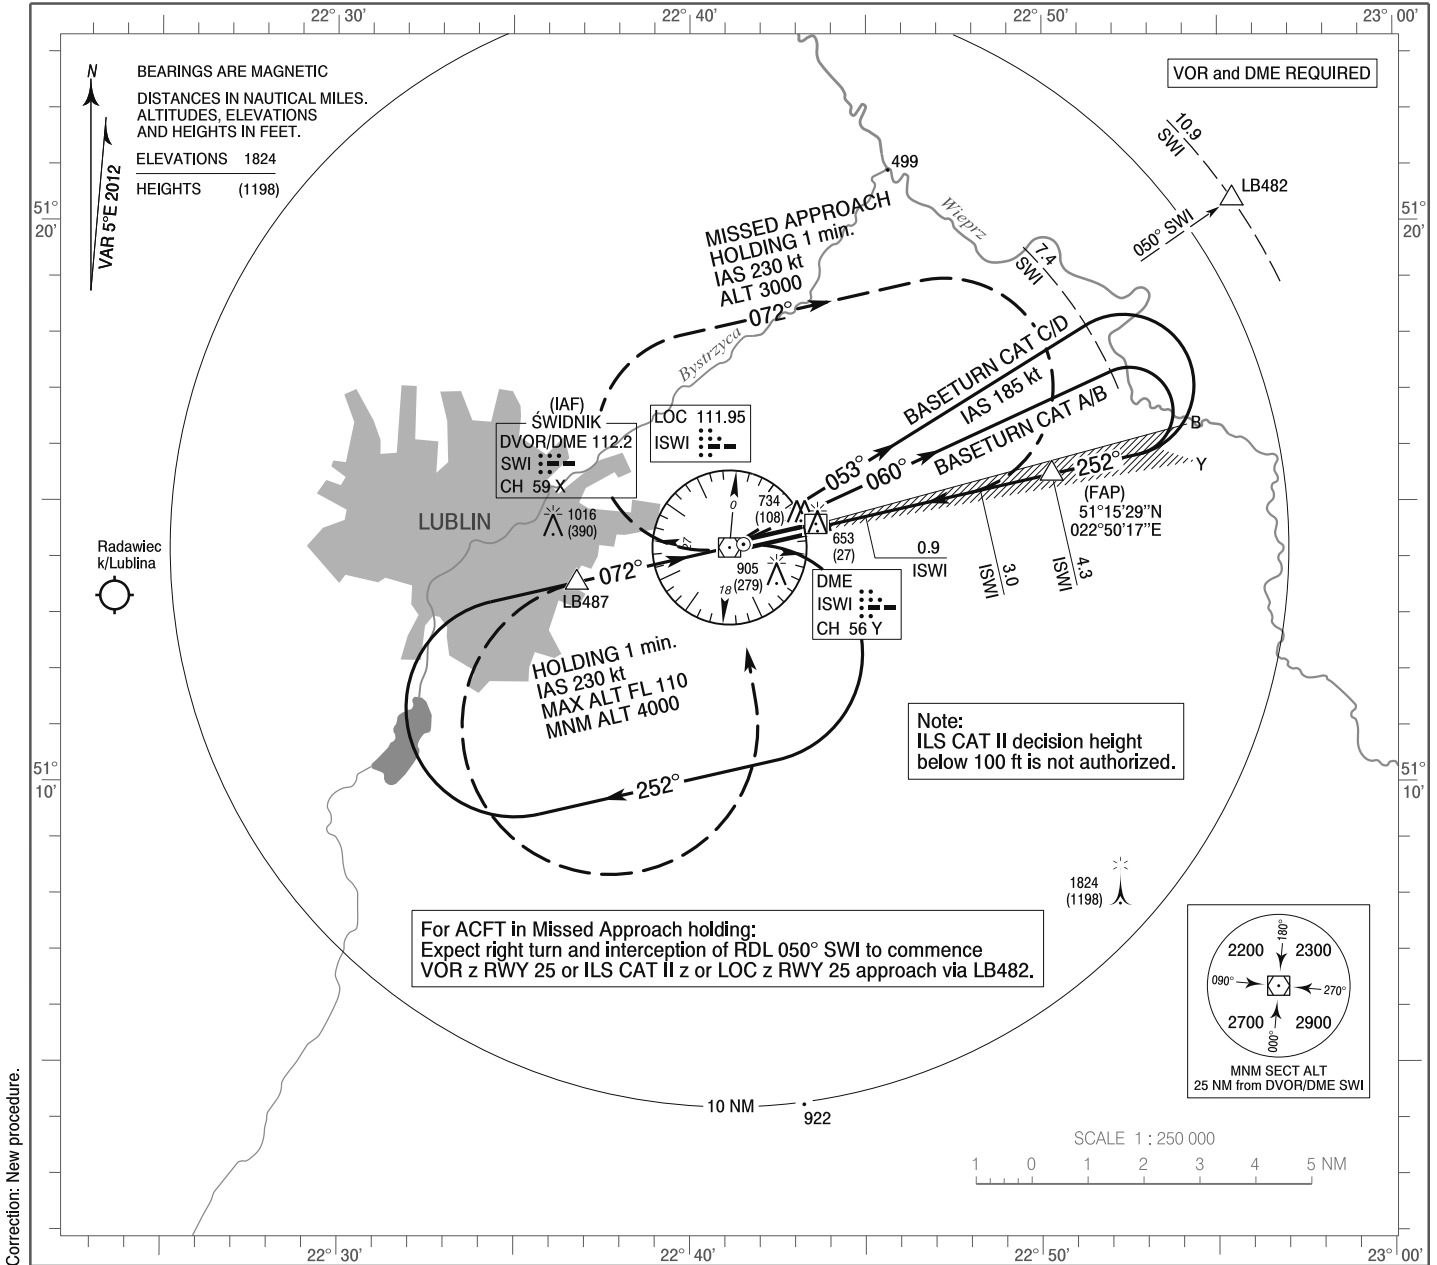 22° 30'
22° 40'
22° 50'
23° 00'
N
VAR 5°E 2012
BEARINGS ARE MAGNETIC
DISTANCES IN NAUTICAL MILES.
ALTITUDES, ELEVATIONS
AND HEIGHTS IN FEET.
ELEVATIONS 1824
HEIGHTS (1198)
VOR and DME REQUIRED
10.9
SWI
LB482
050° SWI
499
Wieprz
51°
20'
51°
20'
MISSED APPROACH
HOLDING 1 min.
IAS 230 kt
ALT 3000
072°
7.4
SWI
Bystrzyca
BASETURN CAT C/D
IAS 185 kt
BASETURN CAT A/B
053°
060°
B
Y
252°
(FAP)
51°15'29"N
022°50'17"E
(IAF)
ŚWIDNIK
DVOR/DME 112.2
SWI
CH 59 X
LOC 111.95
ISWI
1016
(390)
LUBLIN
734
(108)
653
(27)
0
27
18
905
(279)
0.9
ISWI
3.0
ISWI
4.3
ISWI
DME
ISWI
CH 56 Y
Radawiec
k/Lublina
072°
LB487
HOLDING 1 min.
IAS 230 kt
MAX ALT FL 110
MNM ALT 4000
252°
Note:
ILS CAT II decision height
below 100 ft is not authorized.
51°
10'
51°
10'
1824
(1198)
For ACFT in Missed Approach holding:
Expect right turn and interception of RDL 050° SWI to commence
VOR z RWY 25 or ILS CAT II z or LOC z RWY 25 approach via LB482.
180°
2200 2300
090°
270°
2700 2900
000°
MNM SECT ALT
25 NM from DVOR/DME SWI
10 NM
922
SCALE 1 : 250 000
1 0 1 2 3 4 5 NM
Correction: New procedure.
22° 30'
22° 40'
22° 50'
23° 00'